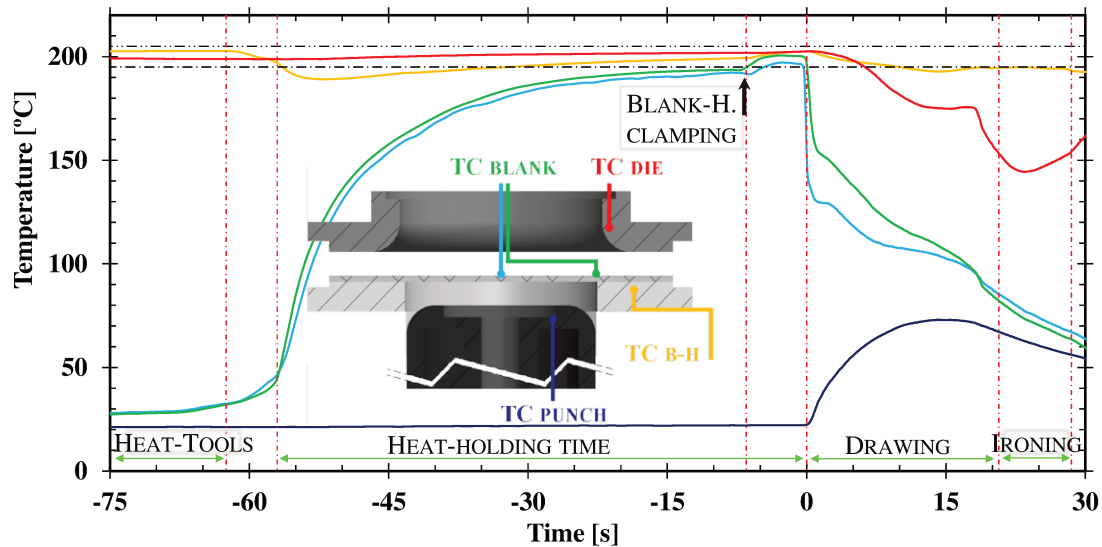 Temperature [ºC]
200
150
100
50
0
BLANK-H.
CLAMPING
TC BLANK
TC DIE
TC B-H
TC PUNCH
HEAT-TOOLS
HEAT-HOLDING TIME
DRAWING
IRONING
-75 -60 -45 -30 -15 0 15 30
Time [s]